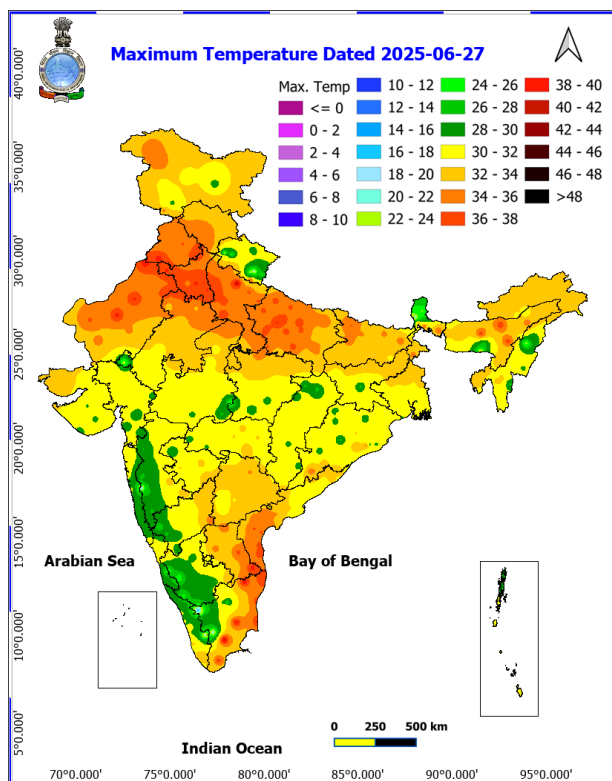 Maximum Temperature Dated 2025-06-27
Max. Temp
<= 0
0 - 2
2 - 4
4 - 6
6 - 8
8 - 10
10 - 12
12 - 14
14 - 16
16 - 18
18 - 20
20 - 22
22 - 24
24 - 26
26 - 28
28 - 30
30 - 32
32 - 34
34 - 36
36 - 38
38 - 40
40 - 42
42 - 44
44 - 46
46 - 48
>48
40°0.000'
35°0.000'
30°0.000'
25°0.000'
20°0.000'
15°0.000'
10°0.000'
5°0.000'
Arabian Sea
Bay of Bengal
0 250 500 km
Indian Ocean
70°0.000' 75°0.000' 80°0.000' 85°0.000' 90°0.000' 95°0.000'